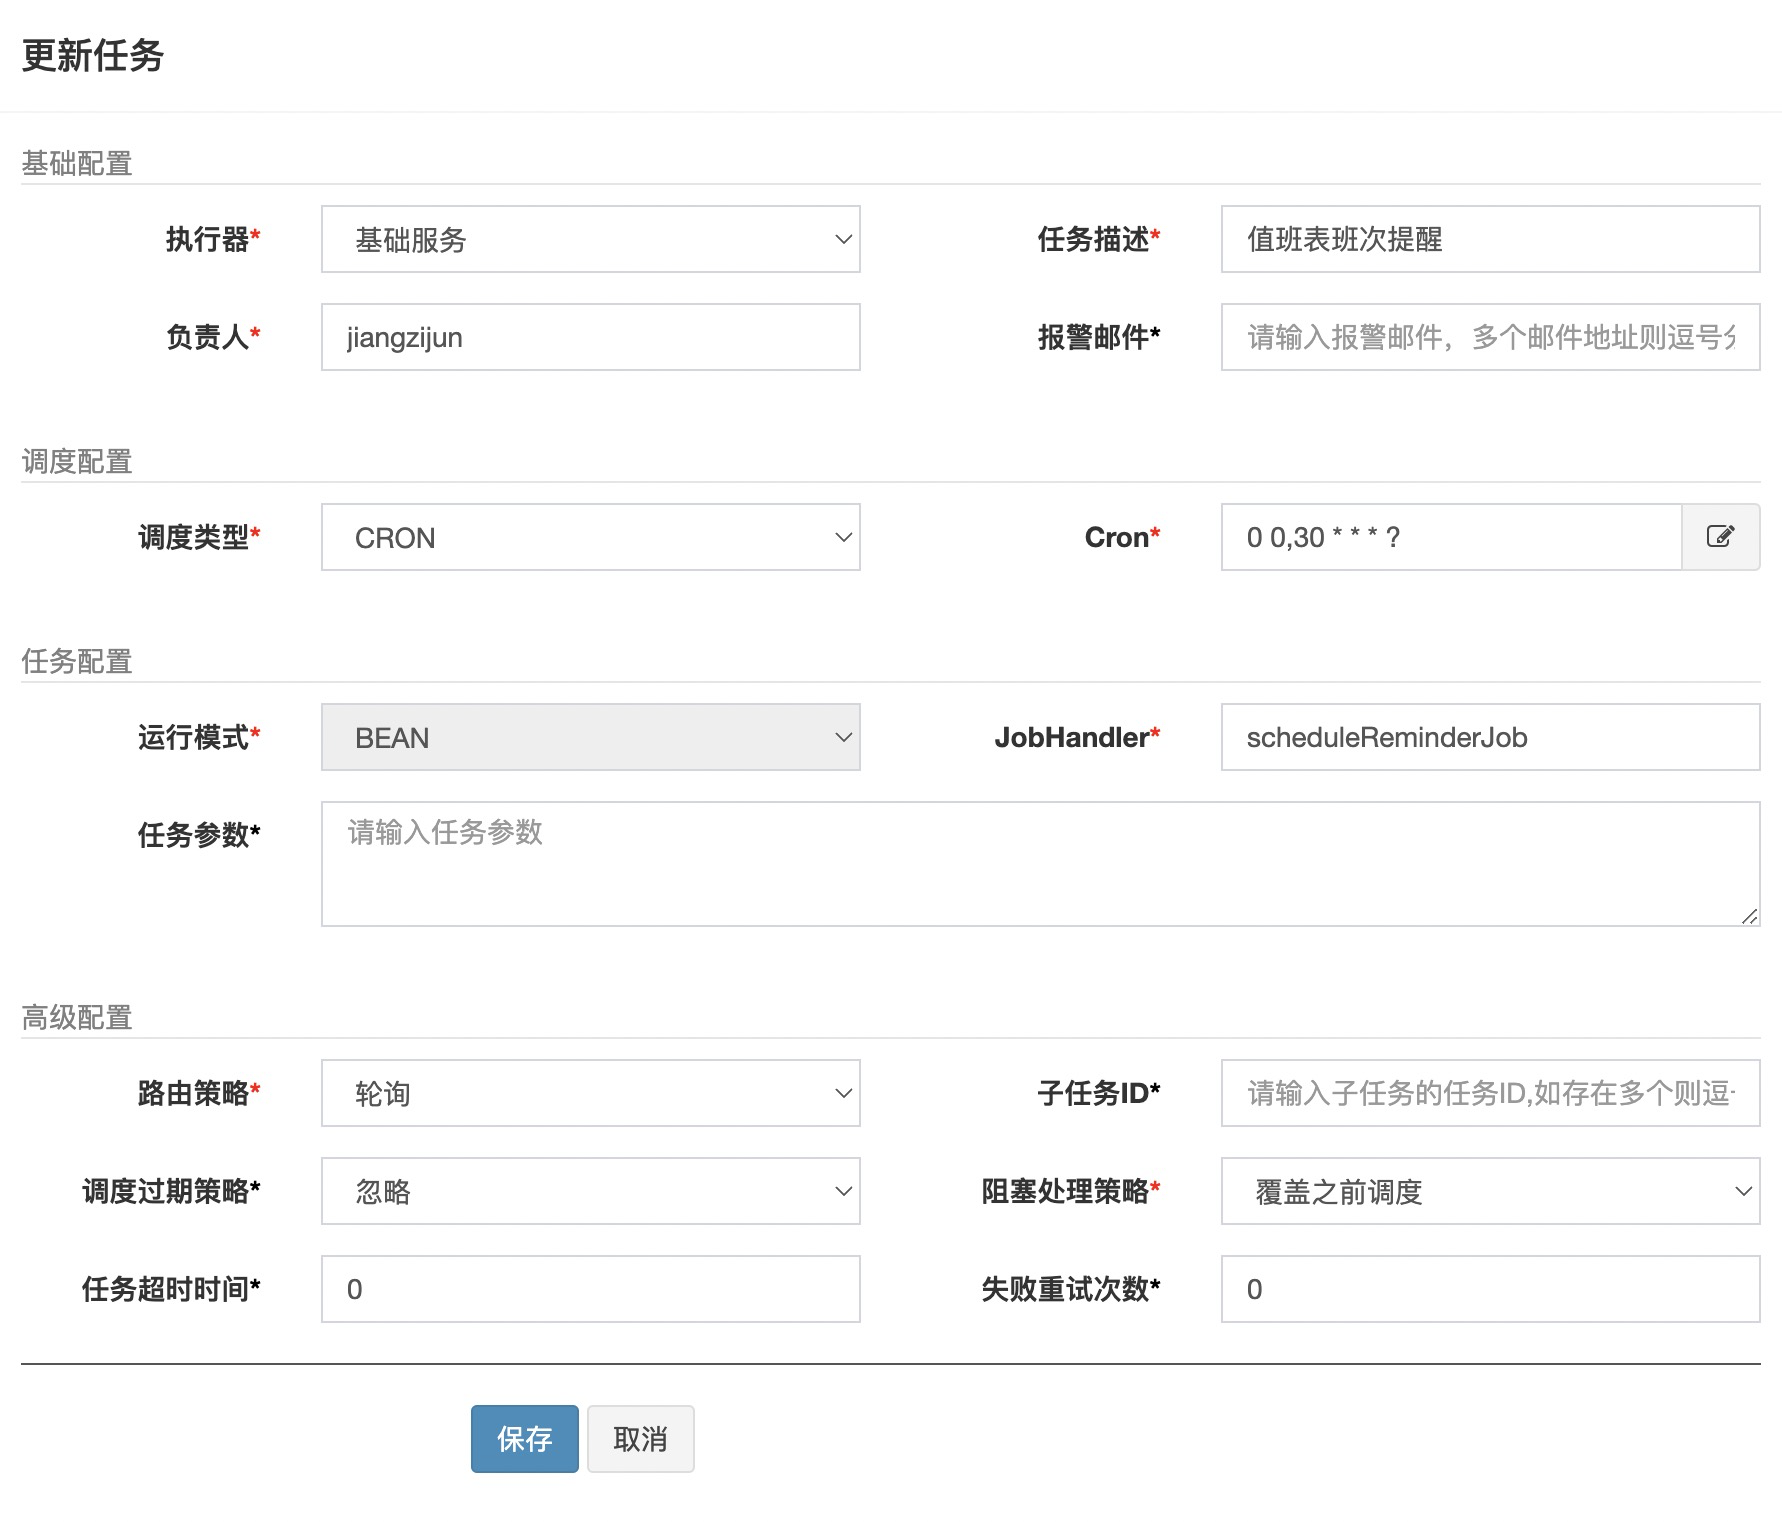 更新任务
基础配置
执行器* 基础服务 任务描述* 值班表班次提醒
负责人* jiangzijun 报警邮件* 请输入报警邮件，多个邮件地址则逗号
调度配置
调度类型* CRON Cron* 0 0,30 * * * ?
任务配置
运行模式* BEAN JobHandler* scheduleReminderJob
任务参数* 请输入任务参数
高级配置
路由策略* 轮询 子任务ID* 请输入子任务的任务ID,如存在多个则逗
调度过期策略* 忽略 阻塞处理策略* 覆盖之前调度
任务超时时间* 0 失败重试次数* 0
保存 取消